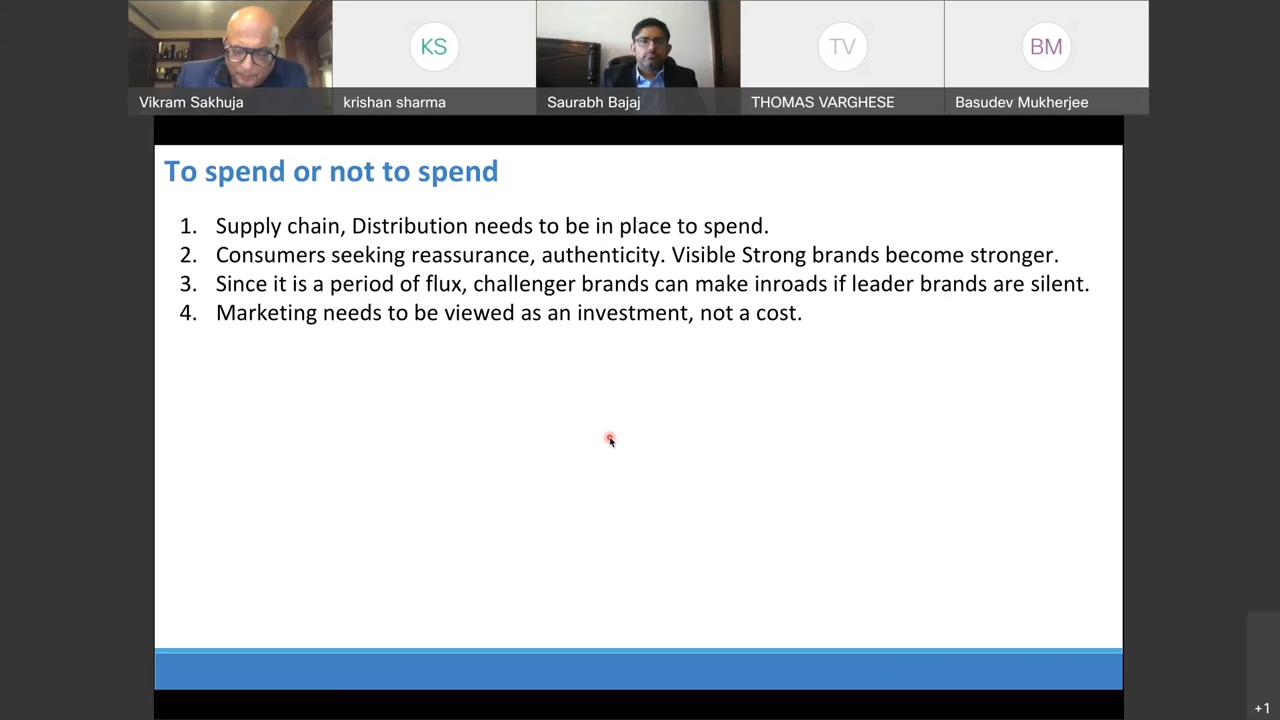 KS
TV
BM
Vikram Sakhuja
krishan sharma
Saurabh Bajaj
THOMAS VARGHESE
Basudev Mukherjee
To spend or not to spend
1. Supply chain, Distribution needs to be in place to spend.
2. Consumers seeking reassurance, authenticity. Visible Strong brands become stronger.
3. Since it is a period of flux, challenger brands can make inroads if leader brands are silent.
4. Marketing needs to be viewed as an investment, not a cost.
+1